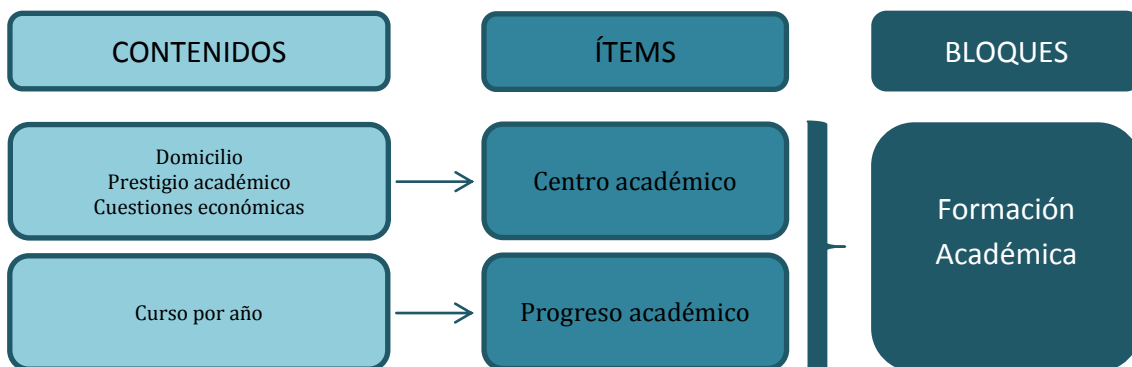 CONTENIDOS
ÍTEMS
BLOQUES
Domicilio
Prestigio académico
Cuestiones económicas
Centro académico
Formación
Académica
Curso por año
Progreso académico